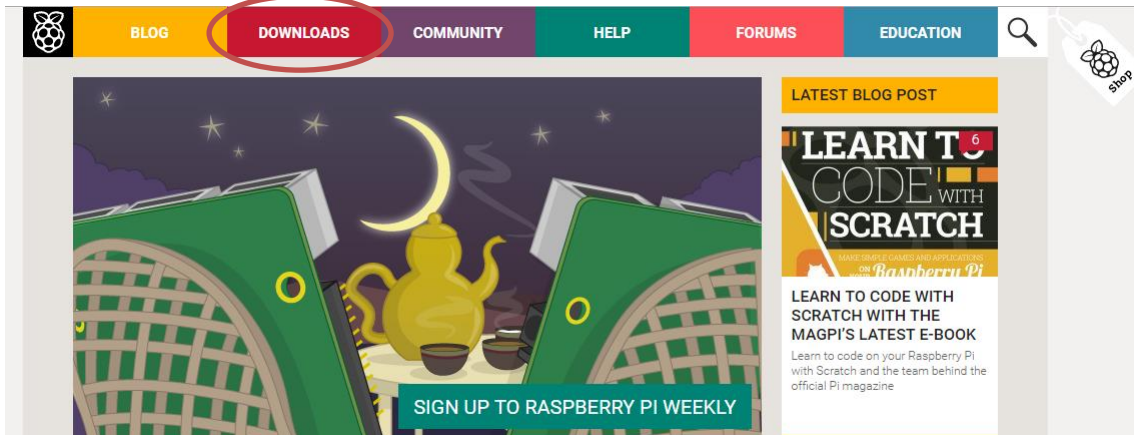 BLOG DOWNLOADS COMMUNITY HELP FORUMS EDUCATION
Shop
LATEST BLOG POST
6
LEARN TO
CODE WITH
SCRATCH
MAKE SIMPLE GAMES AND APPLICATIONS
ON
Raspberry Pi
LEARN TO CODE WITH
SCRATCH WITH THE
MAGPI'S LATEST E-BOOK
Learn to code on your Raspberry Pi
with Scratch and the team behind the
official Pi magazine
SIGN UP TO RASPBERRY PI WEEKLY